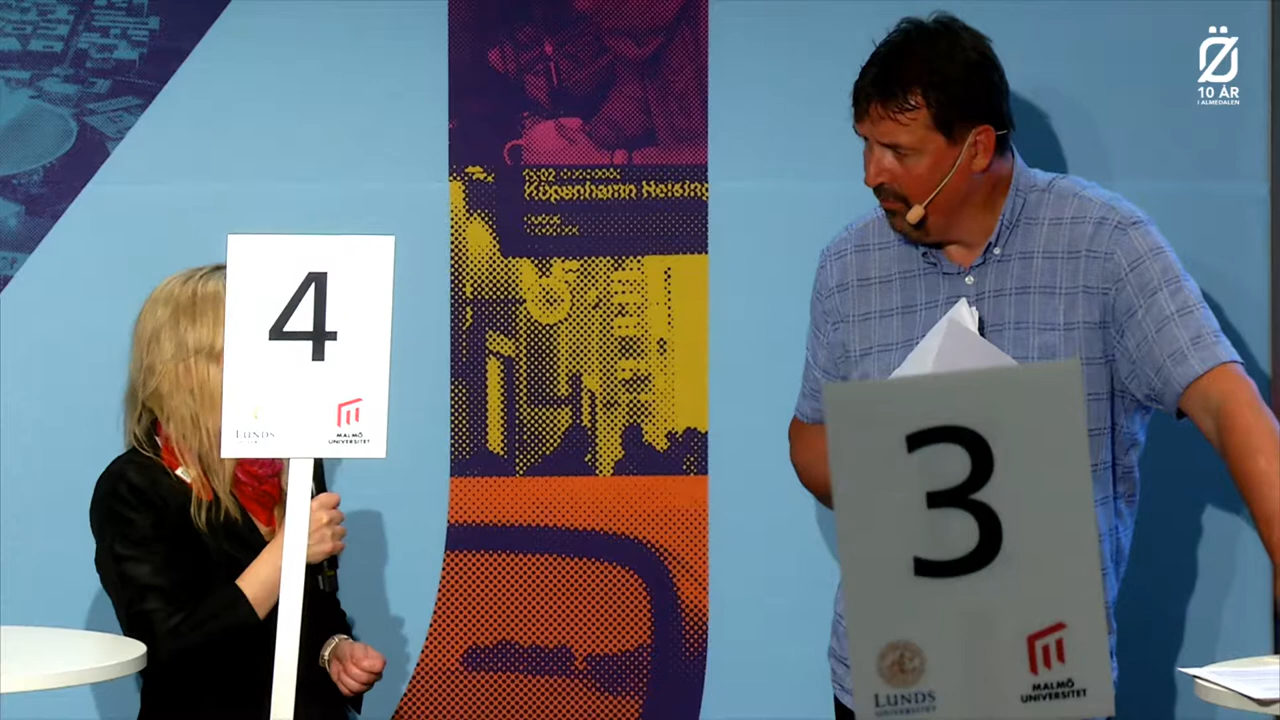 Ö
10 ÅR
I ALMEDALEN
Köpenhamn Helsing
4
LUNDS
MALMÖ
UNIVERSITET
3
LUNDS
UNIVERSITET
MALMÖ
UNIVERSITET